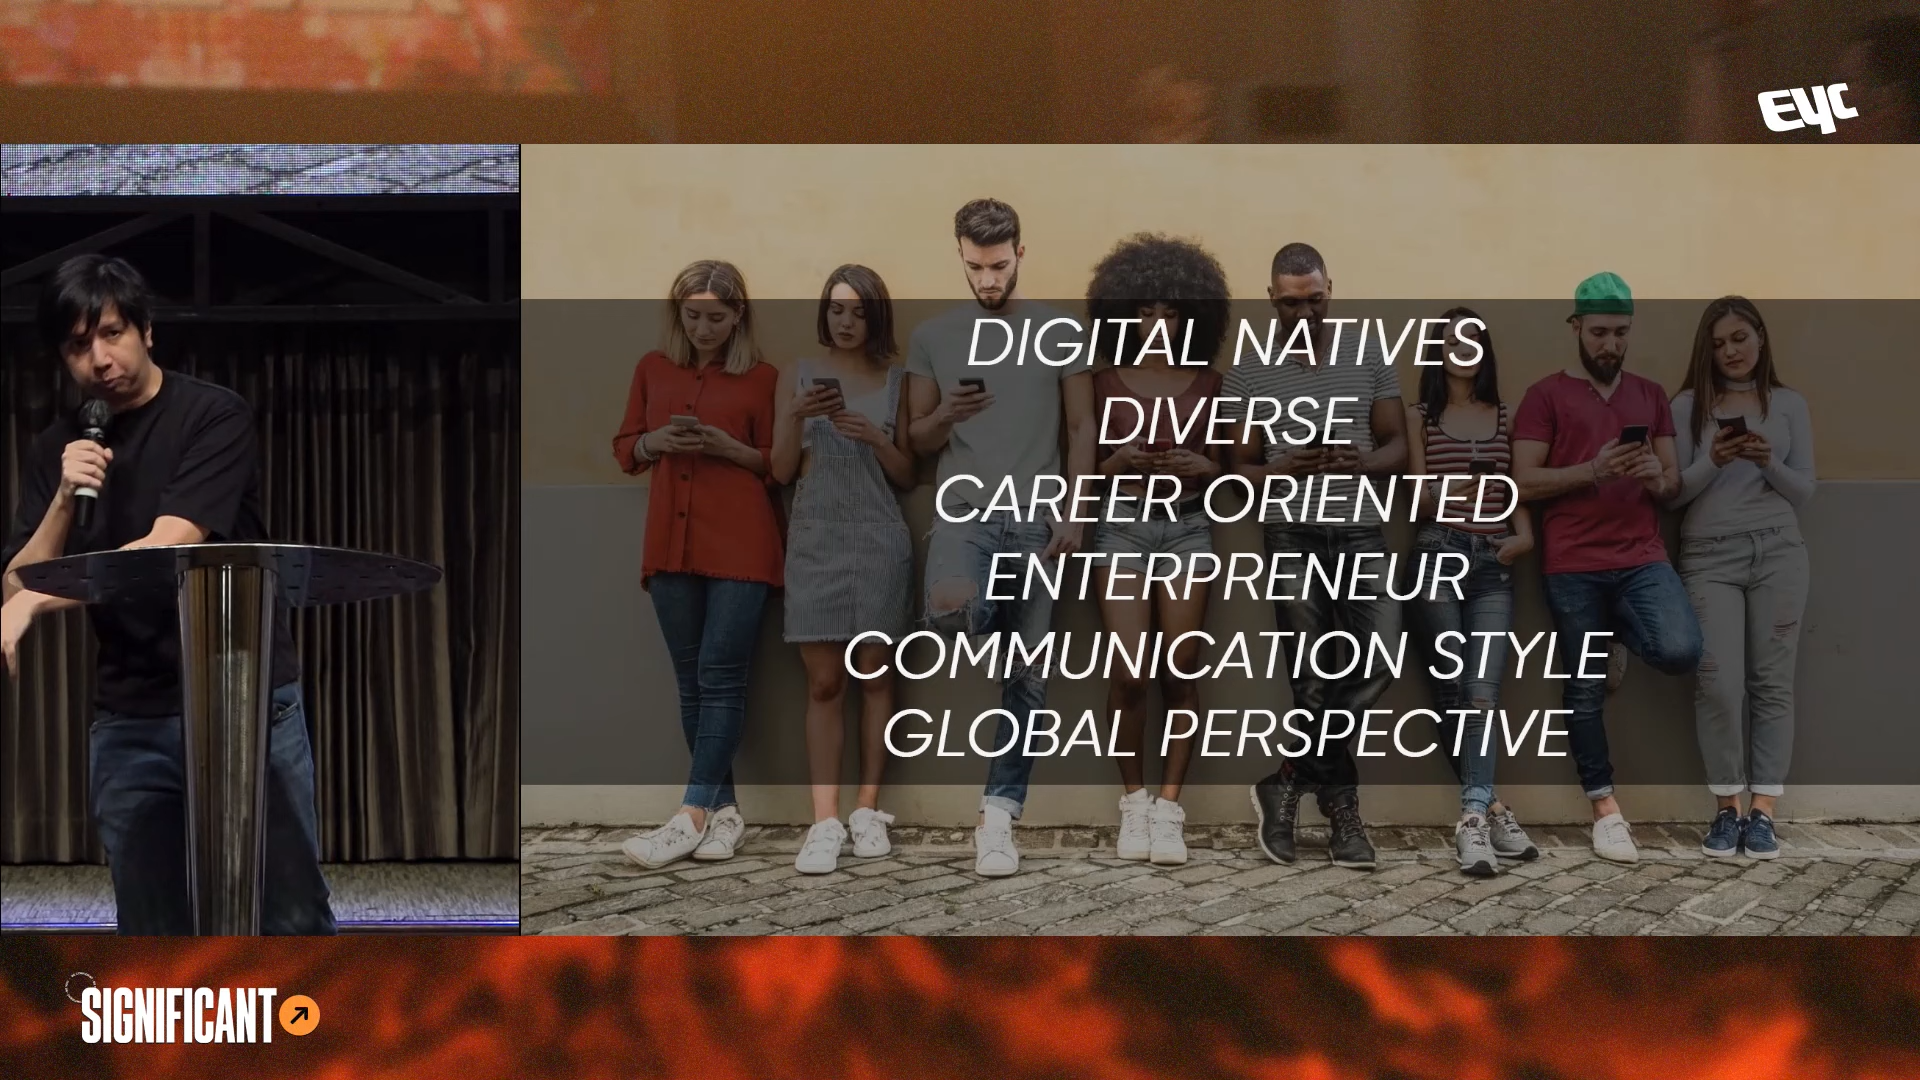 EYC
DIGITAL NATIVES
DIVERSE
CAREER ORIENTED
ENTERPRENEUR
COMMUNICATION STYLE
GLOBAL PERSPECTIVE
SIGNIFICANT